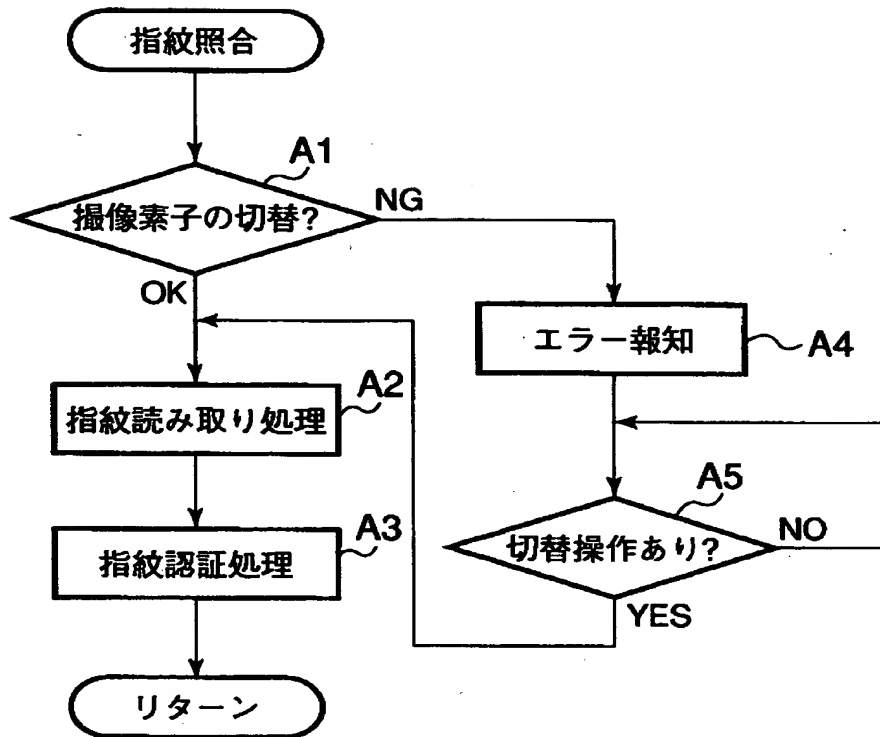 指紋照合
A1
撮像素子の切替?
NG
OK
エラー報知
A4
A2
指紋読み取り処理
A5
切替操作あり?
NO
YES
A3
指紋認証処理
リターン